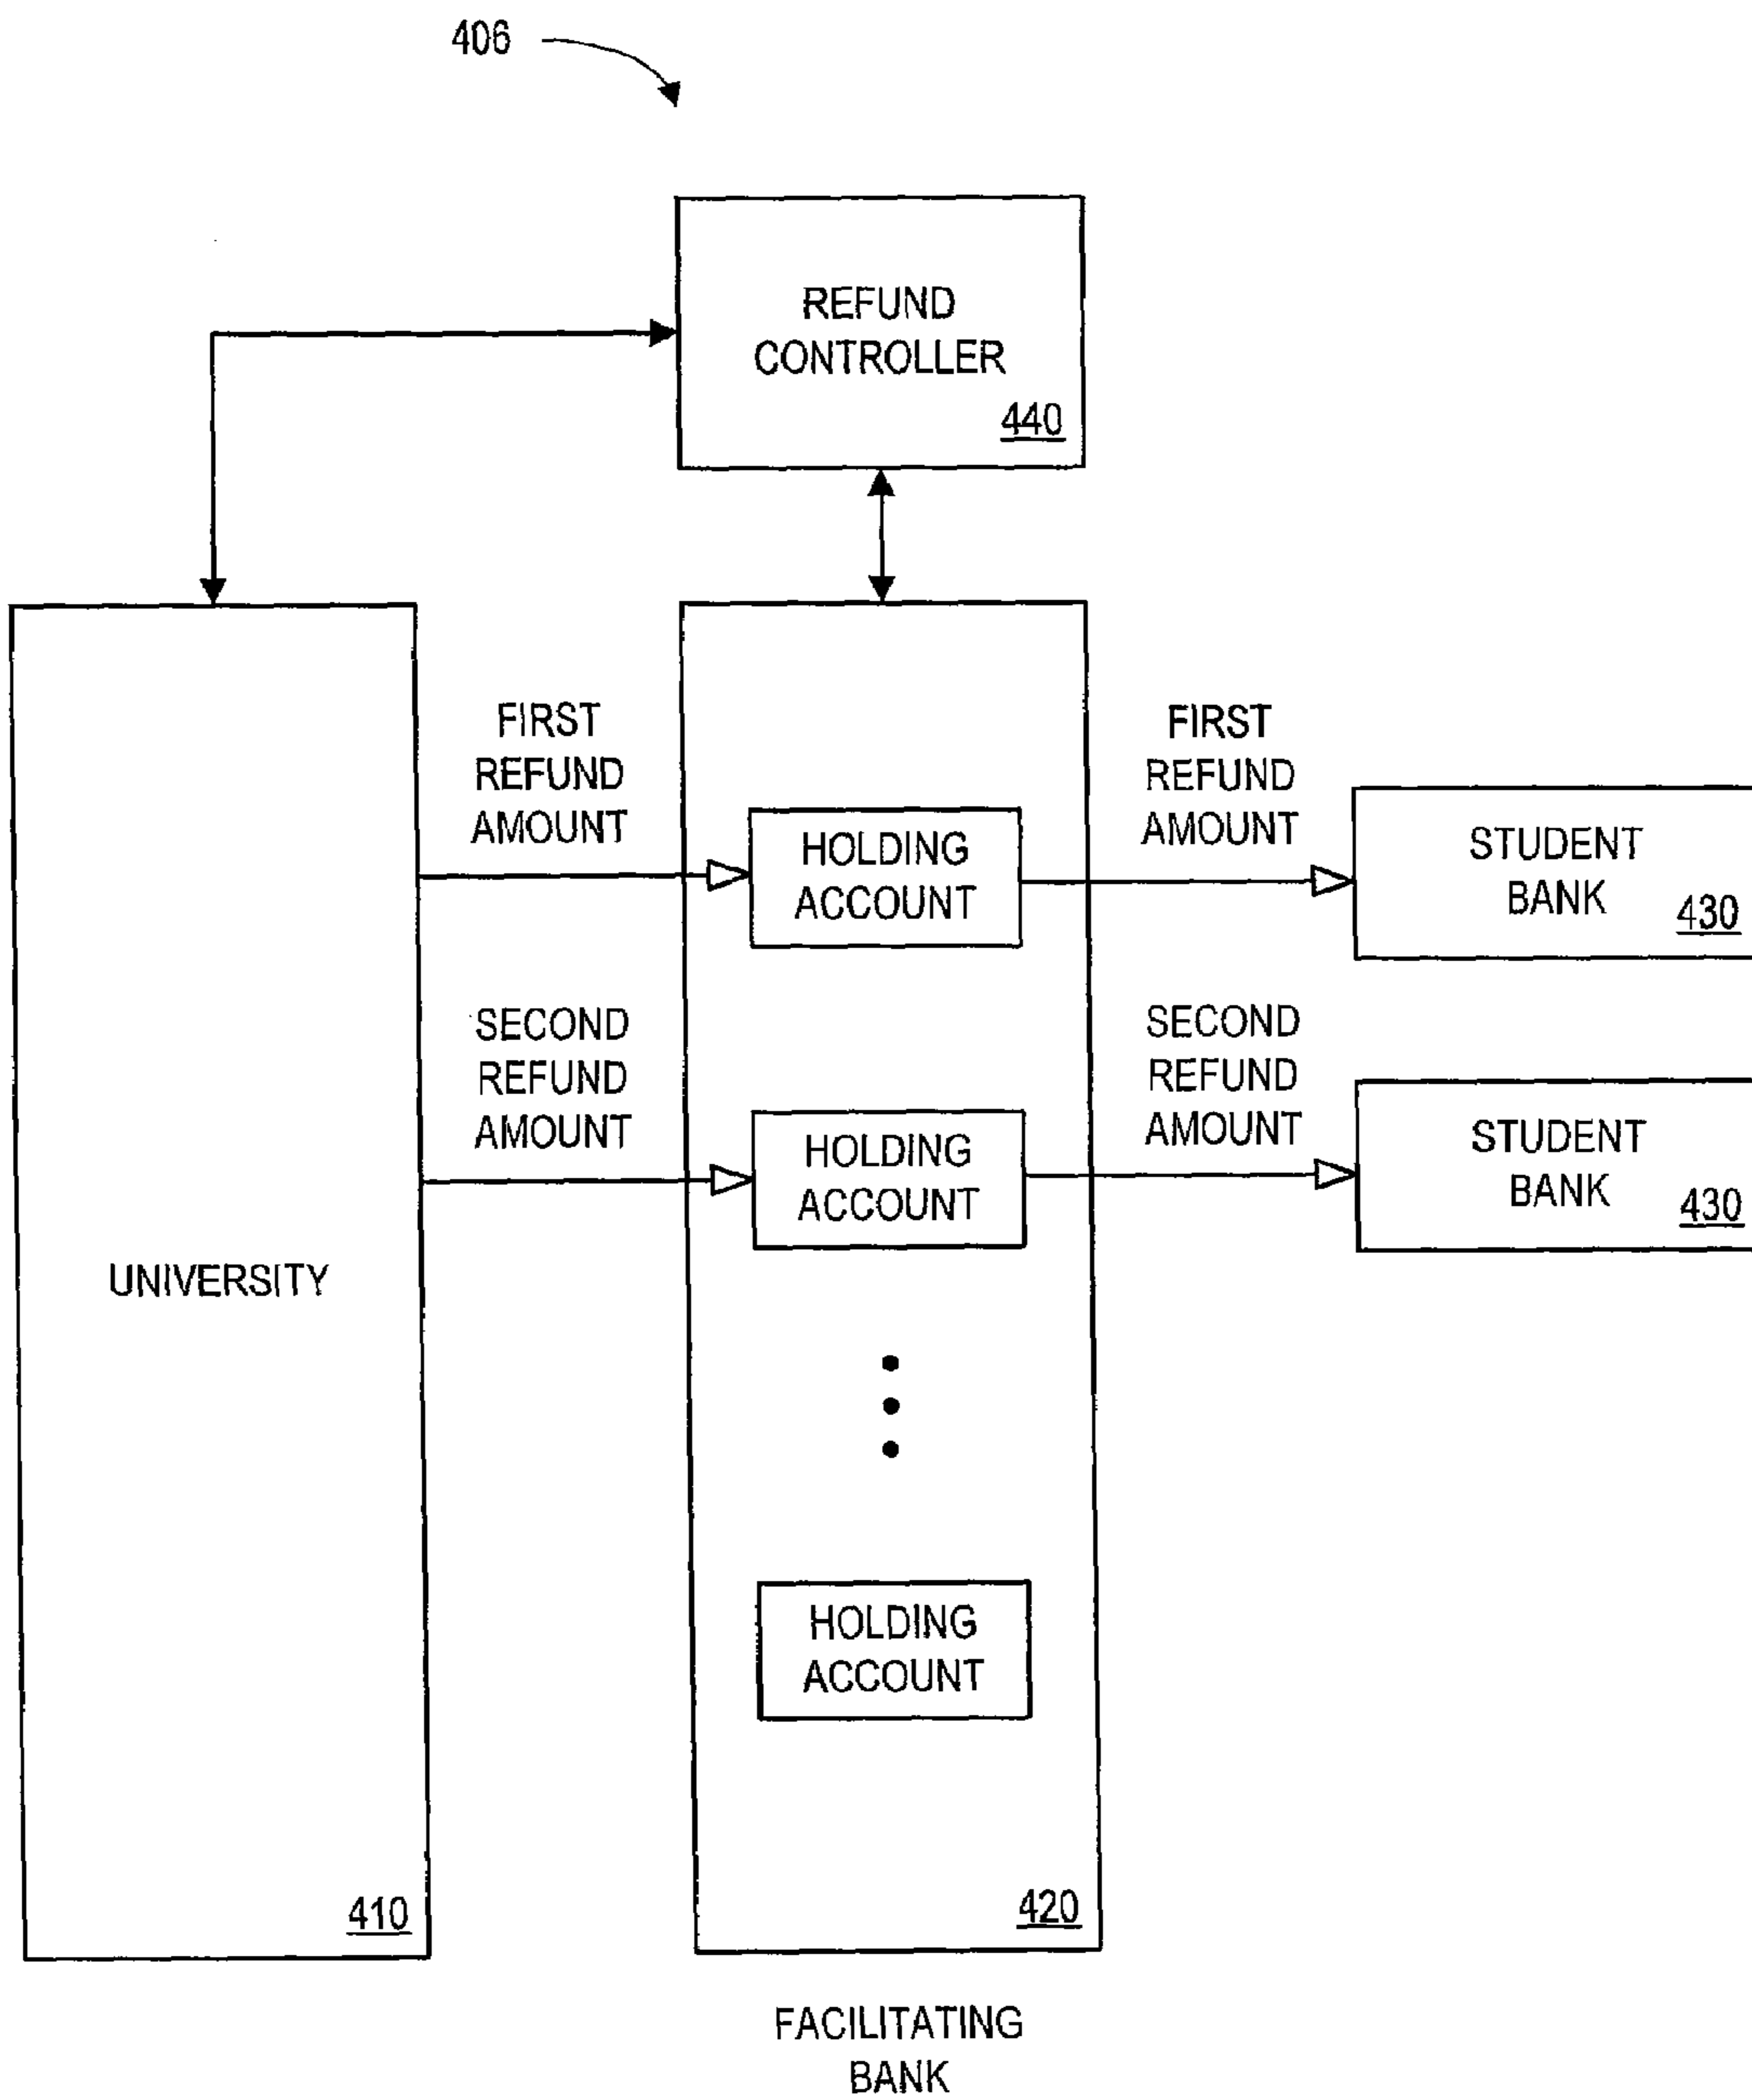 406
REFUND
CONTROLLER
440
FIRST
REFUND
AMOUNT
FIRST
REFUND
AMOUNT
HOLDING
ACCOUNT
STUDENT
BANK
430
SECOND
REFUND
AMOUNT
SECOND
REFUND
AMOUNT
HOLDING
ACCOUNT
STUDENT
BANK
430
UNIVERSITY
HOLDING
ACCOUNT
410
420
FACILITATING
BANK